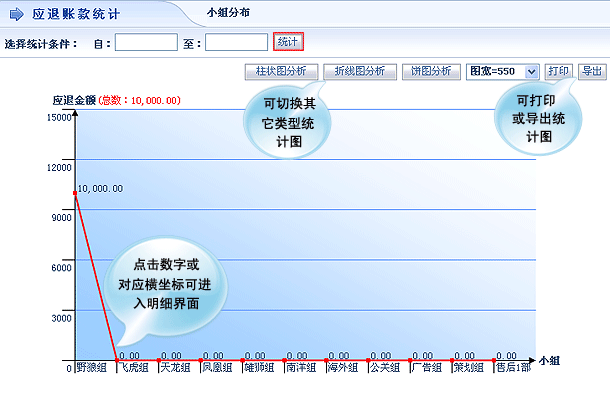 应退账款统计
小组分布
选择统计条件： 自： 至： 统计
柱状图分析 折线图分析 饼图分析 图宽=550 打印 导出
可切换其
它类型统
计图
可打印
或导出统
计图
应退金额(总数：10,000.00)
15000
12000
10,000.00
9000
6000
点击数字或
对应横坐标可进
入明细界面
3000
0.00 0.00 0.00 0.00 0.00 0.00 0.00 0.00 0.00 0.00
0 野狼组 飞虎组 天龙组 凤凰组 雄狮组 南洋组 海外组 公关组 广告组 策划组 售后1部 小组